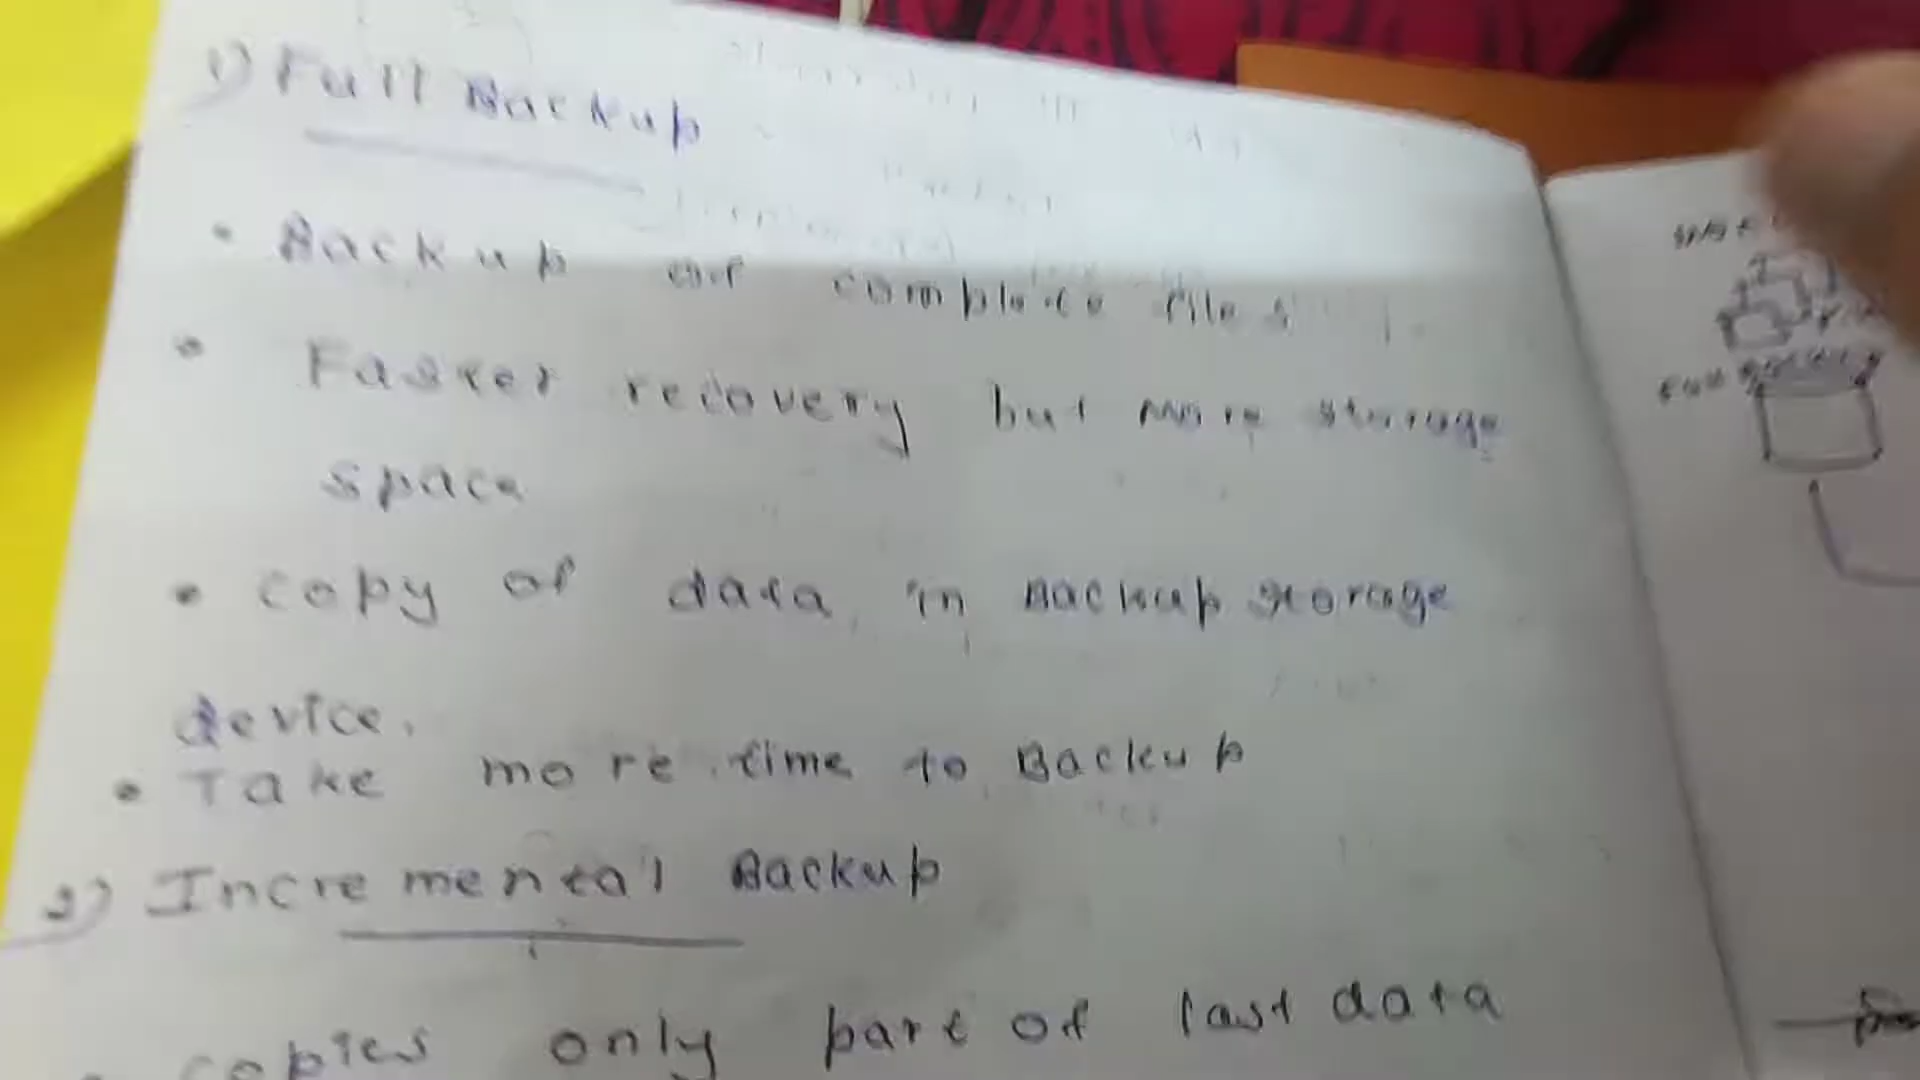 1) Full Backup
• Backup of complete files
• Faster recovery but more storage
space
• copy of data in Backup storage
device.
• Take more time to Backup
2) Incremental Backup
copies only part of last data